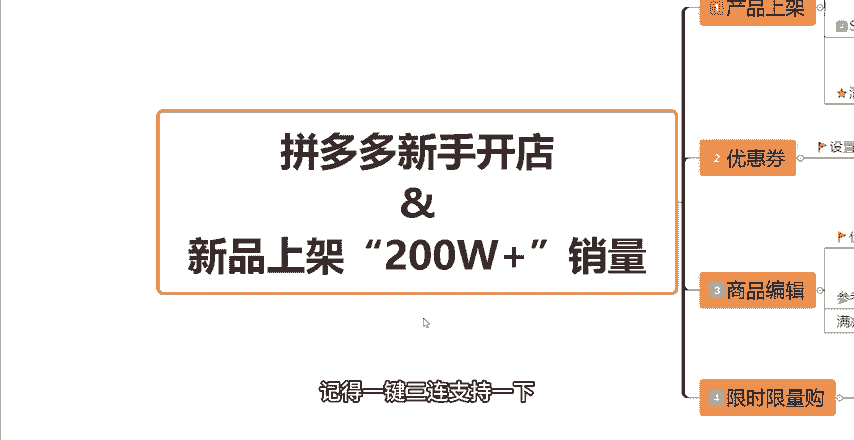 拼多多新手开店
&
新品上架“200W+”销量
1 产品上架
2 优惠券
设置
3 商品编辑
满
4 限时限量购
记得一键三连支持一下